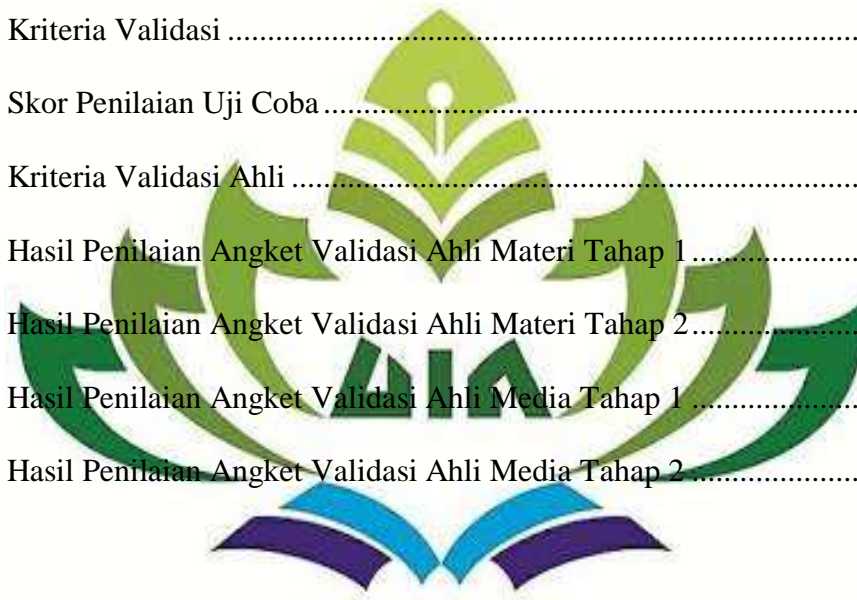 Kriteria Validasi ................................................................................
Skor Penilaian Uji Coba ....................................................................
Kriteria Validasi Ahli ........................................................................
Hasil Penilaian Angket Validasi Ahli Materi Tahap 1 .....................
Hasil Penilaian Angket Validasi Ahli Materi Tahap 2 .....................
UIN
Hasil Penilaian Angket Validasi Ahli Media Tahap 1 .....................
Hasil Penilaian Angket Validasi Ahli Media Tahap 2 .....................